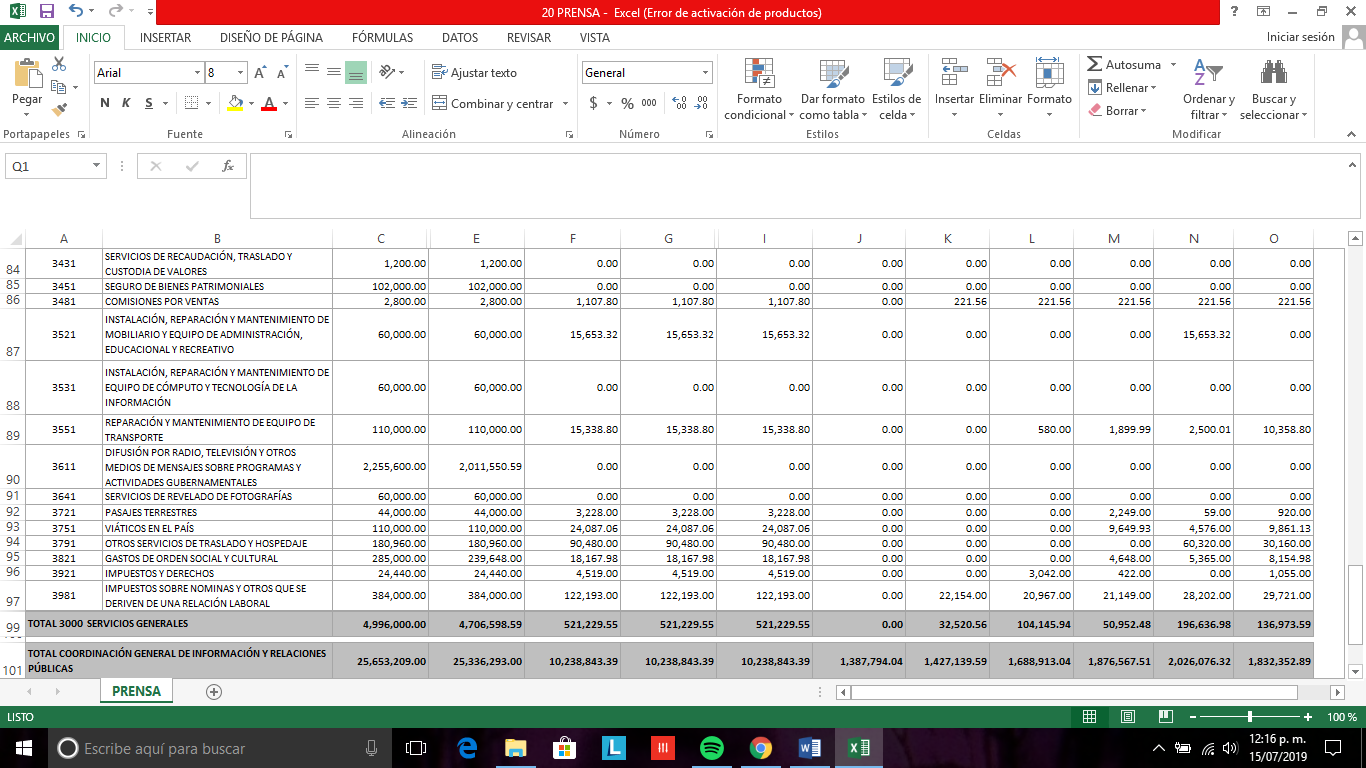 20 PRENSA - Excel (Error de activación de productos)
?
ARCHIVO INICIO INSERTAR DISEÑO DE PÁGINA FÓRMULAS DATOS REVISAR VISTA Iniciar sesión
Arial 8 Ajustar texto General Autosuma
Pegar N K S Combinar y centrar $ % 000 Formato condicional Dar formato como tabla Estilos de celda Insertar Eliminar Formato Rellenar Borrar Ordenar y filtrar Buscar y seleccionar
Portapapeles Fuente Alineación Número Estilos Celdas Modificar
Q1 fx
A B C E F G I J K L M N O
84 3431 SERVICIOS DE RECAUDACIÓN, TRASLADO Y CUSTODIA DE VALORES 1,200.00 1,200.00 0.00 0.00 0.00 0.00 0.00 0.00 0.00 0.00 0.00
85 3451 SEGURO DE BIENES PATRIMONIALES 102,000.00 102,000.00 0.00 0.00 0.00 0.00 0.00 0.00 0.00 0.00 0.00
86 3481 COMISIONES POR VENTAS 2,800.00 2,800.00 1,107.80 1,107.80 1,107.80 0.00 221.56 221.56 221.56 221.56 221.56
87 3521 INSTALACIÓN, REPARACIÓN Y MANTENIMIENTO DE MOBILIARIO Y EQUIPO DE ADMINISTRACIÓN, EDUCACIONAL Y RECREATIVO 60,000.00 60,000.00 15,653.32 15,653.32 15,653.32 0.00 0.00 0.00 0.00 15,653.32 0.00
88 3531 INSTALACIÓN, REPARACIÓN Y MANTENIMIENTO DE EQUIPO DE CÓMPUTO Y TECNOLOGÍA DE LA INFORMACIÓN 60,000.00 60,000.00 0.00 0.00 0.00 0.00 0.00 0.00 0.00 0.00 0.00
89 3551 REPARACIÓN Y MANTENIMIENTO DE EQUIPO DE TRANSPORTE 110,000.00 110,000.00 15,338.80 15,338.80 15,338.80 0.00 0.00 580.00 1,899.99 2,500.01 10,358.80
90 3611 DIFUSIÓN POR RADIO, TELEVISIÓN Y OTROS MEDIOS DE MENSAJES SOBRE PROGRAMAS Y ACTIVIDADES GUBERNAMENTALES 2,255,600.00 2,011,550.59 0.00 0.00 0.00 0.00 0.00 0.00 0.00 0.00 0.00
91 3641 SERVICIOS DE REVELADO DE FOTOGRAFÍAS 60,000.00 60,000.00 0.00 0.00 0.00 0.00 0.00 0.00 0.00 0.00 0.00
92 3721 PASAJES TERRESTRES 44,000.00 44,000.00 3,228.00 3,228.00 3,228.00 0.00 0.00 0.00 2,249.00 59.00 920.00
93 3751 VIÁTICOS EN EL PAÍS 110,000.00 110,000.00 24,087.06 24,087.06 24,087.06 0.00 0.00 0.00 9,649.93 4,576.00 9,861.13
94 3791 OTROS SERVICIOS DE TRASLADO Y HOSPEDAJE 180,960.00 180,960.00 90,480.00 90,480.00 90,480.00 0.00 0.00 0.00 0.00 60,320.00 30,160.00
95 3821 GASTOS DE ORDEN SOCIAL Y CULTURAL 285,000.00 239,648.00 18,167.98 18,167.98 18,167.98 0.00 0.00 0.00 4,648.00 5,365.00 8,154.98
96 3921 IMPUESTOS Y DERECHOS 24,440.00 24,440.00 4,519.00 4,519.00 4,519.00 0.00 0.00 3,042.00 422.00 0.00 1,055.00
97 3981 IMPUESTOS SOBRE NOMINAS Y OTROS QUE SE DERIVEN DE UNA RELACIÓN LABORAL 384,000.00 384,000.00 122,193.00 122,193.00 122,193.00 0.00 22,154.00 20,967.00 21,149.00 28,202.00 29,721.00
99 TOTAL 3000 SERVICIOS GENERALES 4,996,000.00 4,706,598.59 521,229.55 521,229.55 521,229.55 0.00 32,520.56 104,145.94 50,952.48 196,636.98 136,973.59
101 TOTAL COORDINACIÓN GENERAL DE INFORMACIÓN Y RELACIONES PÚBLICAS 25,653,209.00 25,336,293.00 10,238,843.39 10,238,843.39 10,238,843.39 1,387,794.04 1,427,139.59 1,688,913.04 1,876,567.51 2,026,076.32 1,832,352.89
PRENSA
LISTO 100 %
Escribe aquí para buscar 12:16 p. m.
15/07/2019